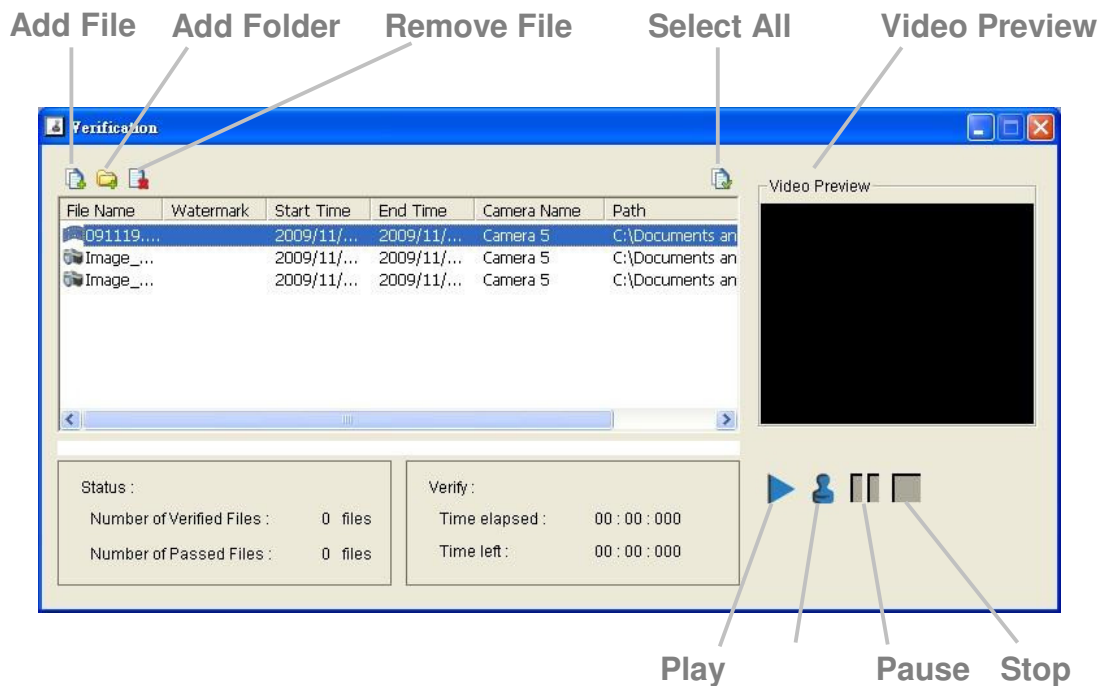 Add File Add Folder Remove File Select All Video Preview
Verification
Video Preview
File Name Watermark Start Time End Time Camera Name Path
091119.... 2009/11/... 2009/11/... Camera 5 C:\Documents an
Image_... 2009/11/... 2009/11/... Camera 5 C:\Documents an
Image_... 2009/11/... 2009/11/... Camera 5 C:\Documents an
Status :
Number of Verified Files : 0 files
Number of Passed Files : 0 files
Verify :
Time elapsed : 00 : 00 : 000
Time left : 00 : 00 : 000
Play Pause Stop